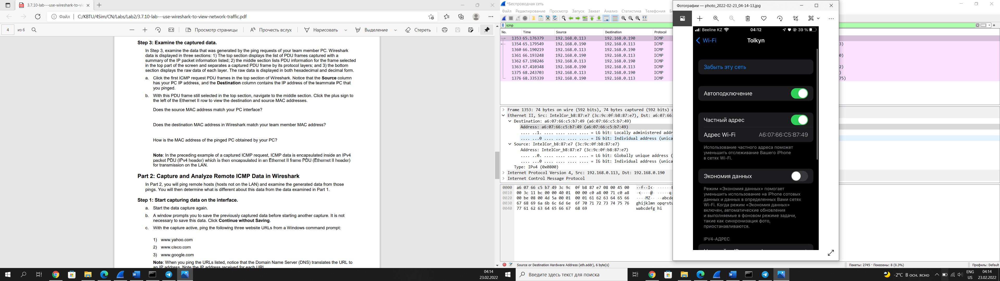 3.7.10-lab---use-wireshark-to-vie
Файл
C:/KBTU/4Sim/CN/Labs/Lab2/3.7.10-lab---use-wireshark-to-view-network-traffic.pdf
4 из 6
Просмотр страницы
Прочесть вслух
Нарисовать
Выделение
Стереть
Step 3: Examine the captured data.
In Step 3, examine the data that was generated by the ping requests of your team member PC. Wireshark
data is displayed in three sections: 1) The top section displays the list of PDU frames captured with a
summary of the IP packet information listed; 2) the middle section lists PDU information for the frame selected
in the top part of the screen and separates a captured PDU frame by its protocol layers; and 3) the bottom
section displays the raw data of each layer. The raw data is displayed in both hexadecimal and decimal form.
a. Click the first ICMP request PDU frames in the top section of Wireshark. Notice that the Source column
has your PC IP address, and the Destination column contains the IP address of the teammate PC that
you pinged.
b. With this PDU frame still selected in the top section, navigate to the middle section. Click the plus sign to
the left of the Ethernet II row to view the destination and source MAC addresses.
Does the source MAC address match your PC interface?
Does the destination MAC address in Wireshark match your team member MAC address?
How is the MAC address of the pinged PC obtained by your PC?
Note: In the preceding example of a captured ICMP request, ICMP data is encapsulated inside an IPv4
packet PDU (IPv4 header) which is then encapsulated in an Ethernet II frame PDU (Ethernet II header)
for transmission on the LAN.
Part 2: Capture and Analyze Remote ICMP Data in Wireshark
In Part 2, you will ping remote hosts (hosts not on the LAN) and examine the generated data from those
pings. You will then determine what is different about this data from the data examined in Part 1.
Step 1: Start capturing data on the interface.
a. Start the data capture again.
b. A window prompts you to save the previously captured data before starting another capture. It is not
necessary to save this data. Click Continue without Saving.
c. With the capture active, ping the following three website URLs from a Windows command prompt:
1) www.yahoo.com
2) www.cisco.com
3) www.google.com
Note: When you ping the URLs listed, notice that the Domain Name Server (DNS) translates the URL to
an IP address. Note the IP address received for each URL.
04:14
23.02.2022
*Беспроводная сеть
Файл Редактирование Просмотр Запуск Захват Анализ Статистика Телефония
icmp
No. Time Source Destination Protocol
1353 65.176379 192.168.0.113 192.168.0.190 ICMP
1354 65.179549 192.168.0.190 192.168.0.113 ICMP
1360 66.190219 192.168.0.113 192.168.0.190 ICMP
1361 66.193248 192.168.0.190 192.168.0.113 ICMP
1362 67.198246 192.168.0.113 192.168.0.190 ICMP
1363 67.410348 192.168.0.190 192.168.0.113 ICMP
1375 68.243703 192.168.0.113 192.168.0.190 ICMP
1376 68.335339 192.168.0.190 192.168.0.113 ICMP
3)
0)
2)
)
75)
Frame 1353: 74 bytes on wire (592 bits), 74 bytes captured (592 bits)
Ethernet II, Src: IntelCor_b8:87:e7 (3c:9c:0f:b8:87:e7), Dst: a6:07:66:
Destination: a6:07:66:c5:b7:49 (a6:07:66:c5:b7:49)
Address: a6:07:66:c5:b7:49 (a6:07:66:c5:b7:49)
.... ..1. .... .... .... .... = LG bit: Locally administered addr
.... ...0 .... .... .... .... = IG bit: Individual address (unica
Source: IntelCor_b8:87:e7 (3c:9c:0f:b8:87:e7)
Address: IntelCor_b8:87:e7 (3c:9c:0f:b8:87:e7)
.... ..0. .... .... .... .... = LG bit: Globally unique address (
.... ...0 .... .... .... .... = IG bit: Individual address (unica
Type: IPv4 (0x0800)
Internet Protocol Version 4, Src: 192.168.0.113, Dst: 192.168.0.190
Internet Control Message Protocol
0000 a6 07 66 c5 b7 49 3c 9c 0f b8 87 e7 08 00 45 00 ··f··I<· ······E
0010 00 3c 11 bc 00 00 40 01 00 00 c0 a8 00 71 c0 a8 ·<····@· ·····q·
0020 00 be 08 00 4d 5a 00 01 00 01 61 62 63 64 65 66 ····MZ·· ··abcde
0030 67 68 69 6a 6b 6c 6d 6e 6f 70 71 72 73 74 75 76 ghijklmn opqrstu
0040 77 61 62 63 64 65 66 67 68 69 wabcdefg hi
Source or Destination Hardware Address (eth.addr), 6 byte(s)
Пакеты: 2745 · Показаны: 8 (0.3%)
Профиль: Default
Фотографии — photo_2022-02-23_04-14-13.jpg
Beeline KZ 04:12 39 %
Wi-Fi Tolkyn
Забыть эту сеть
Автоподключение
Частный адрес
Адрес Wi-Fi A6:07:66:C5:B7:49
Использование частного адреса поможет
уменьшить отслеживание Вашего iPhone
в сетях Wi-Fi.
Экономия данных
Режим «Экономия данных» помогает
уменьшить использование на iPhone сотовых
данных и данных в определенных Вами сетях
Wi-Fi. Когда режим «Экономия данных»
включен, автоматические обновления
и выполняемые в фоновом режиме задачи,
такие как синхронизация фото,
приостанавливаются.
IPV4-АДРЕС
Введите здесь текст для поиска
-2°C В осн. ясно
ENG
US
04:14
23.02.2022